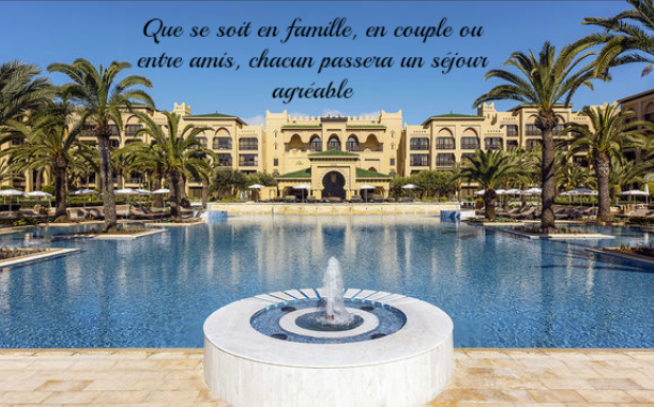 Que se soit en famille, en couple ou
entre amis, chacun passera un séjour
agréable